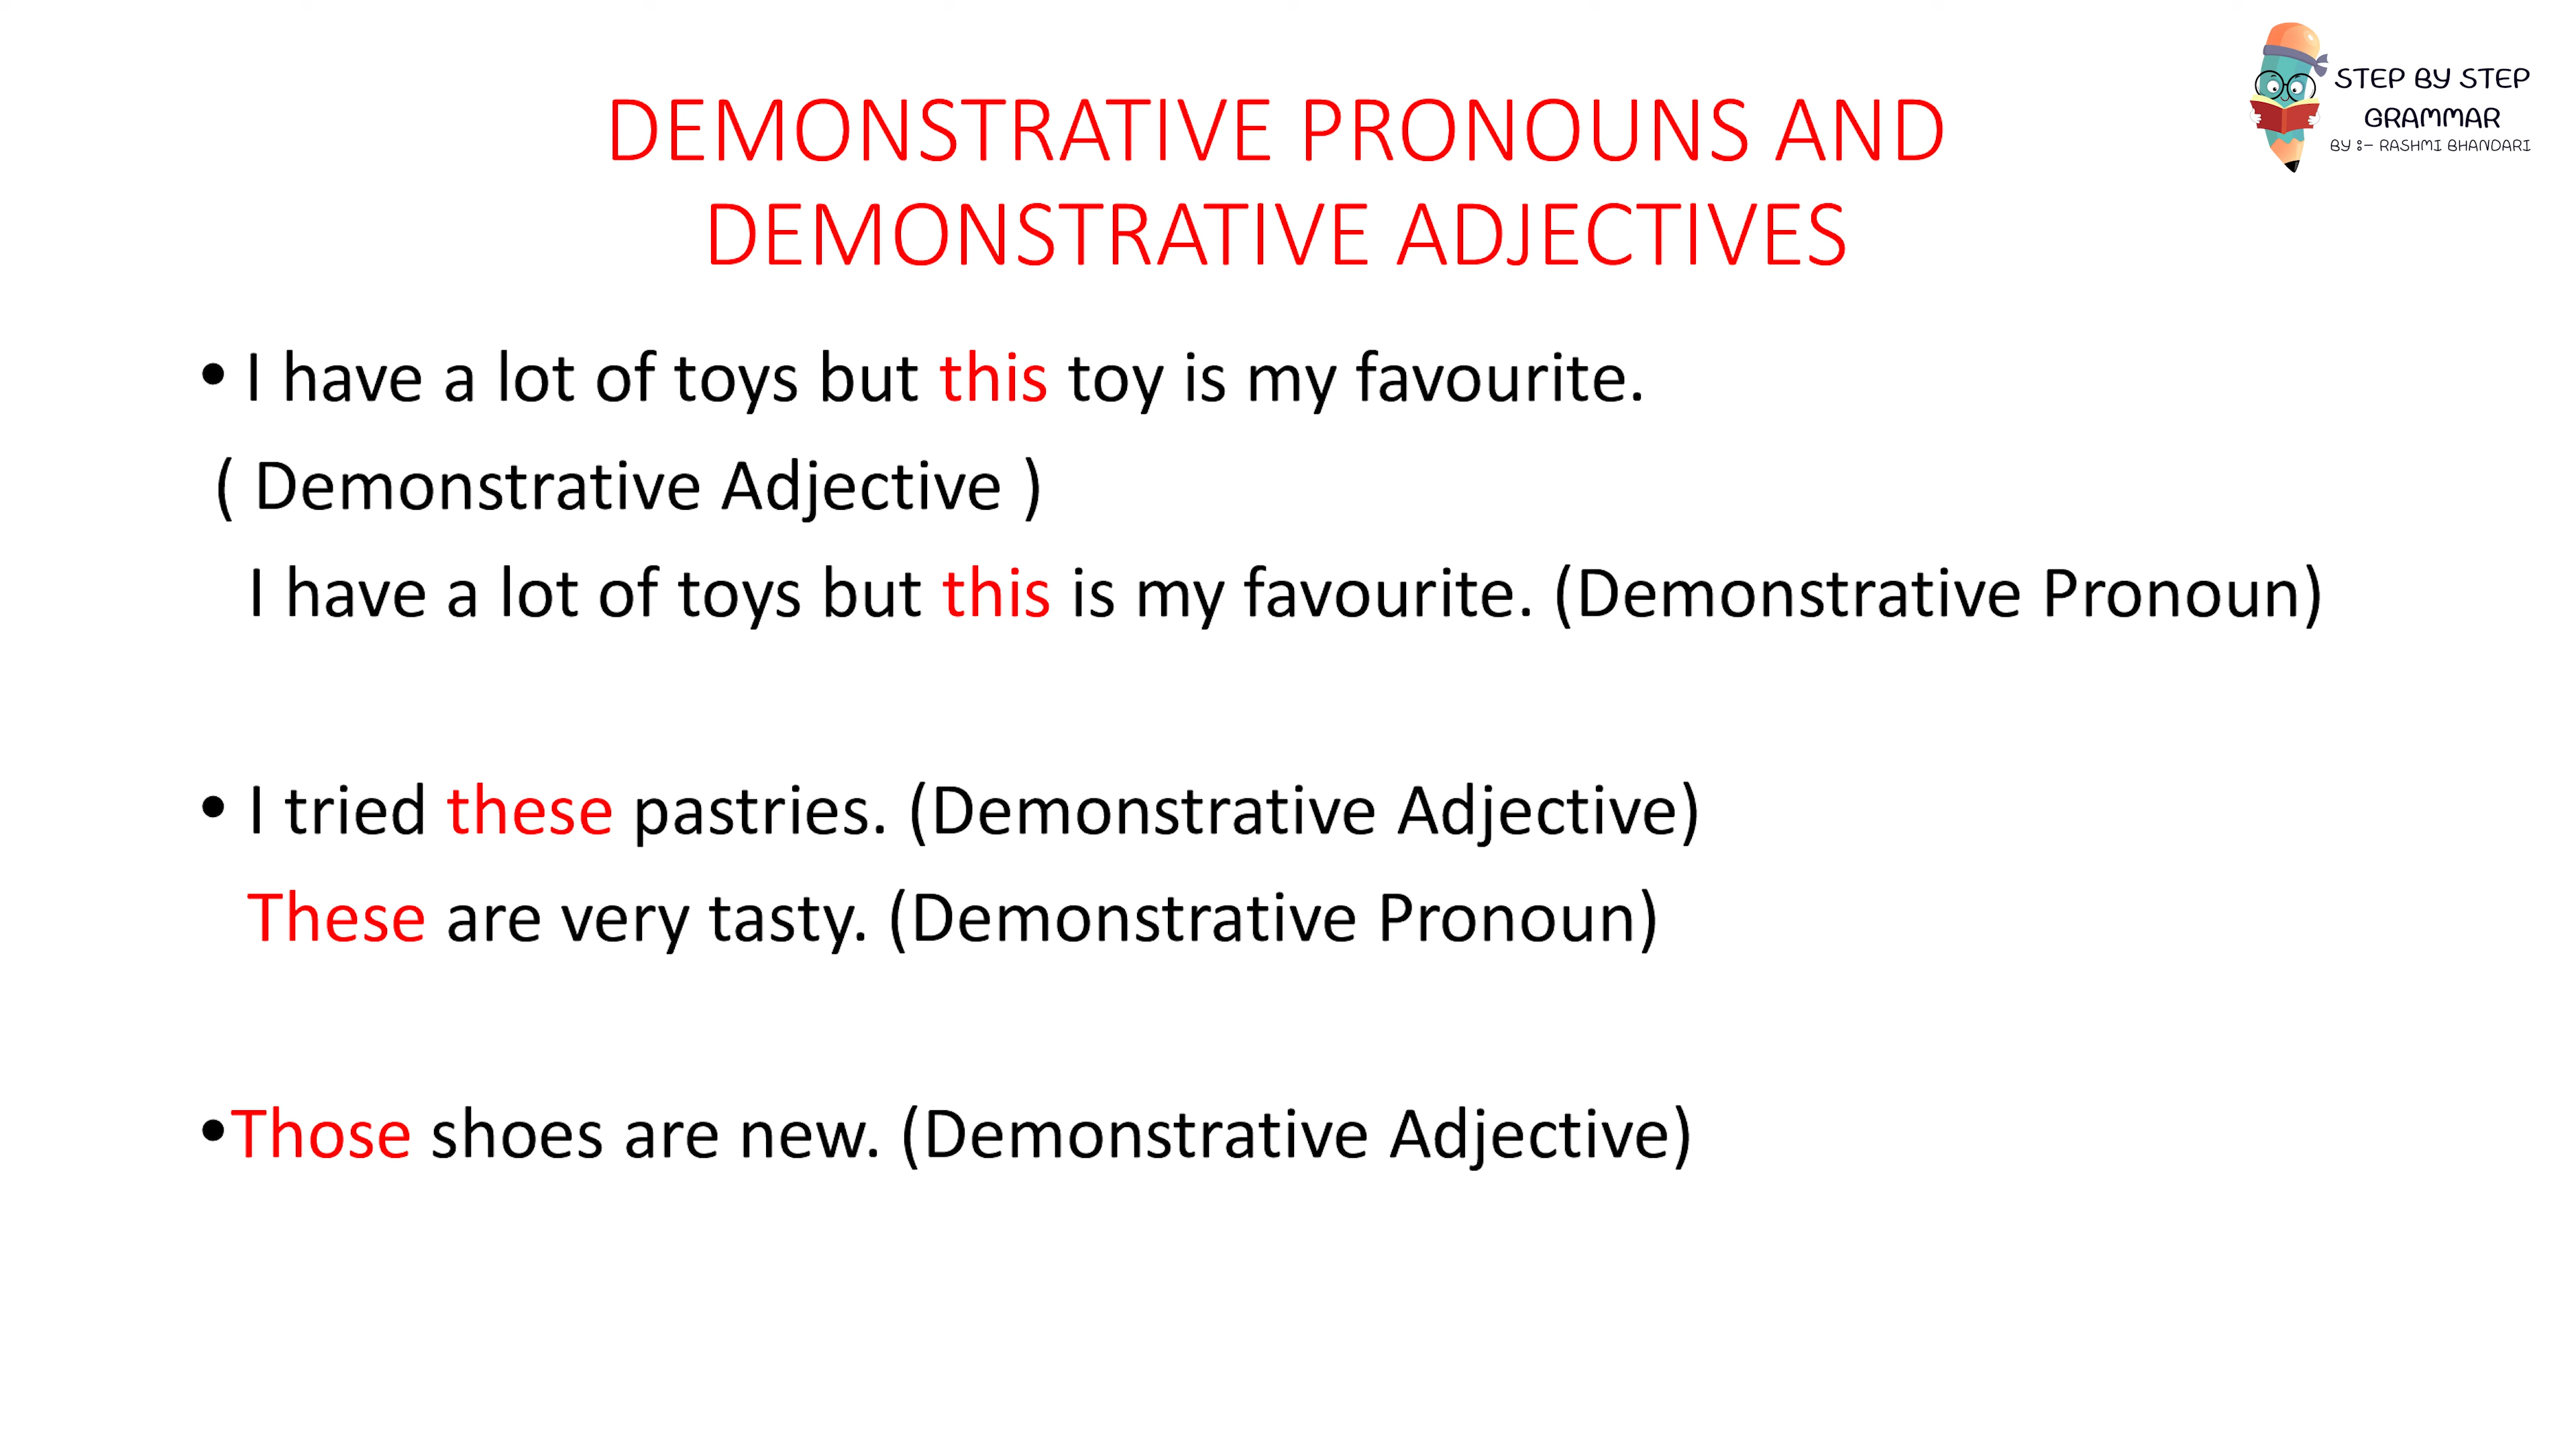 STEP BY STEP
GRAMMAR
BY :- RASHMI BHANDARI
DEMONSTRATIVE PRONOUNS AND
DEMONSTRATIVE ADJECTIVES
• I have a lot of toys but this toy is my favourite.
( Demonstrative Adjective )
I have a lot of toys but this is my favourite. (Demonstrative Pronoun)
• I tried these pastries. (Demonstrative Adjective)
These are very tasty. (Demonstrative Pronoun)
•Those shoes are new. (Demonstrative Adjective)